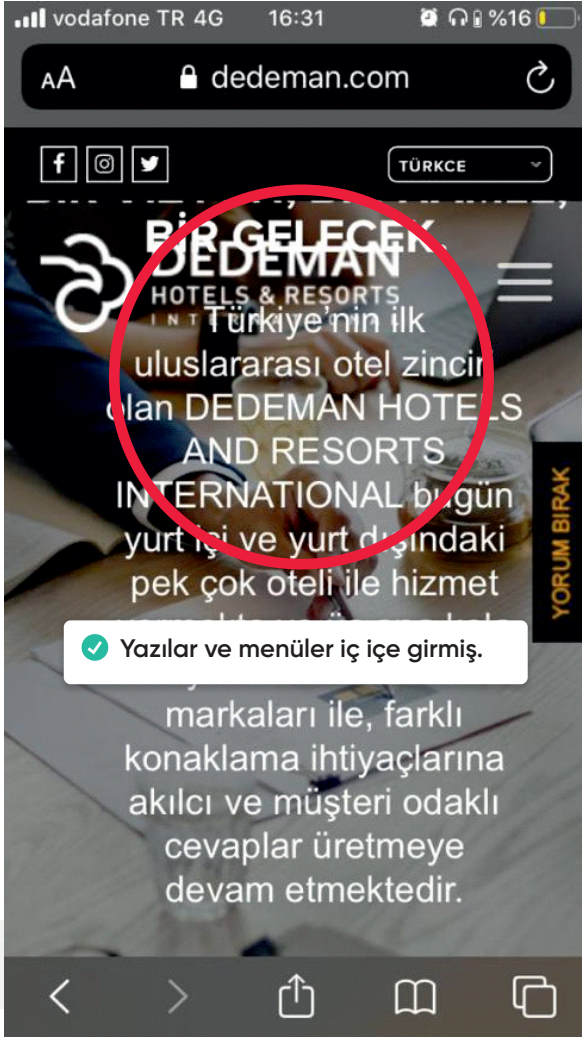 vodafone TR 4G 16:31 %16
AA dedeman.com
f TÜRKCE
BİR GELECEK.
DEDEMAN
HOTELS & RESORTS
Türkiye'nin ilk
uluslararası otel zinciri
olan DEDEMAN HOTELS
AND RESORTS
INTERNATIONAL bugün
yurt içi ve yurt dışındaki
pek çok oteli ile hizmet
YORUM BIRAK
Yazılar ve menüler iç içe girmiş.
markaları ile, farklı
konaklama ihtiyaçlarına
akılcı ve müşteri odaklı
cevaplar üretmeye
devam etmektedir.